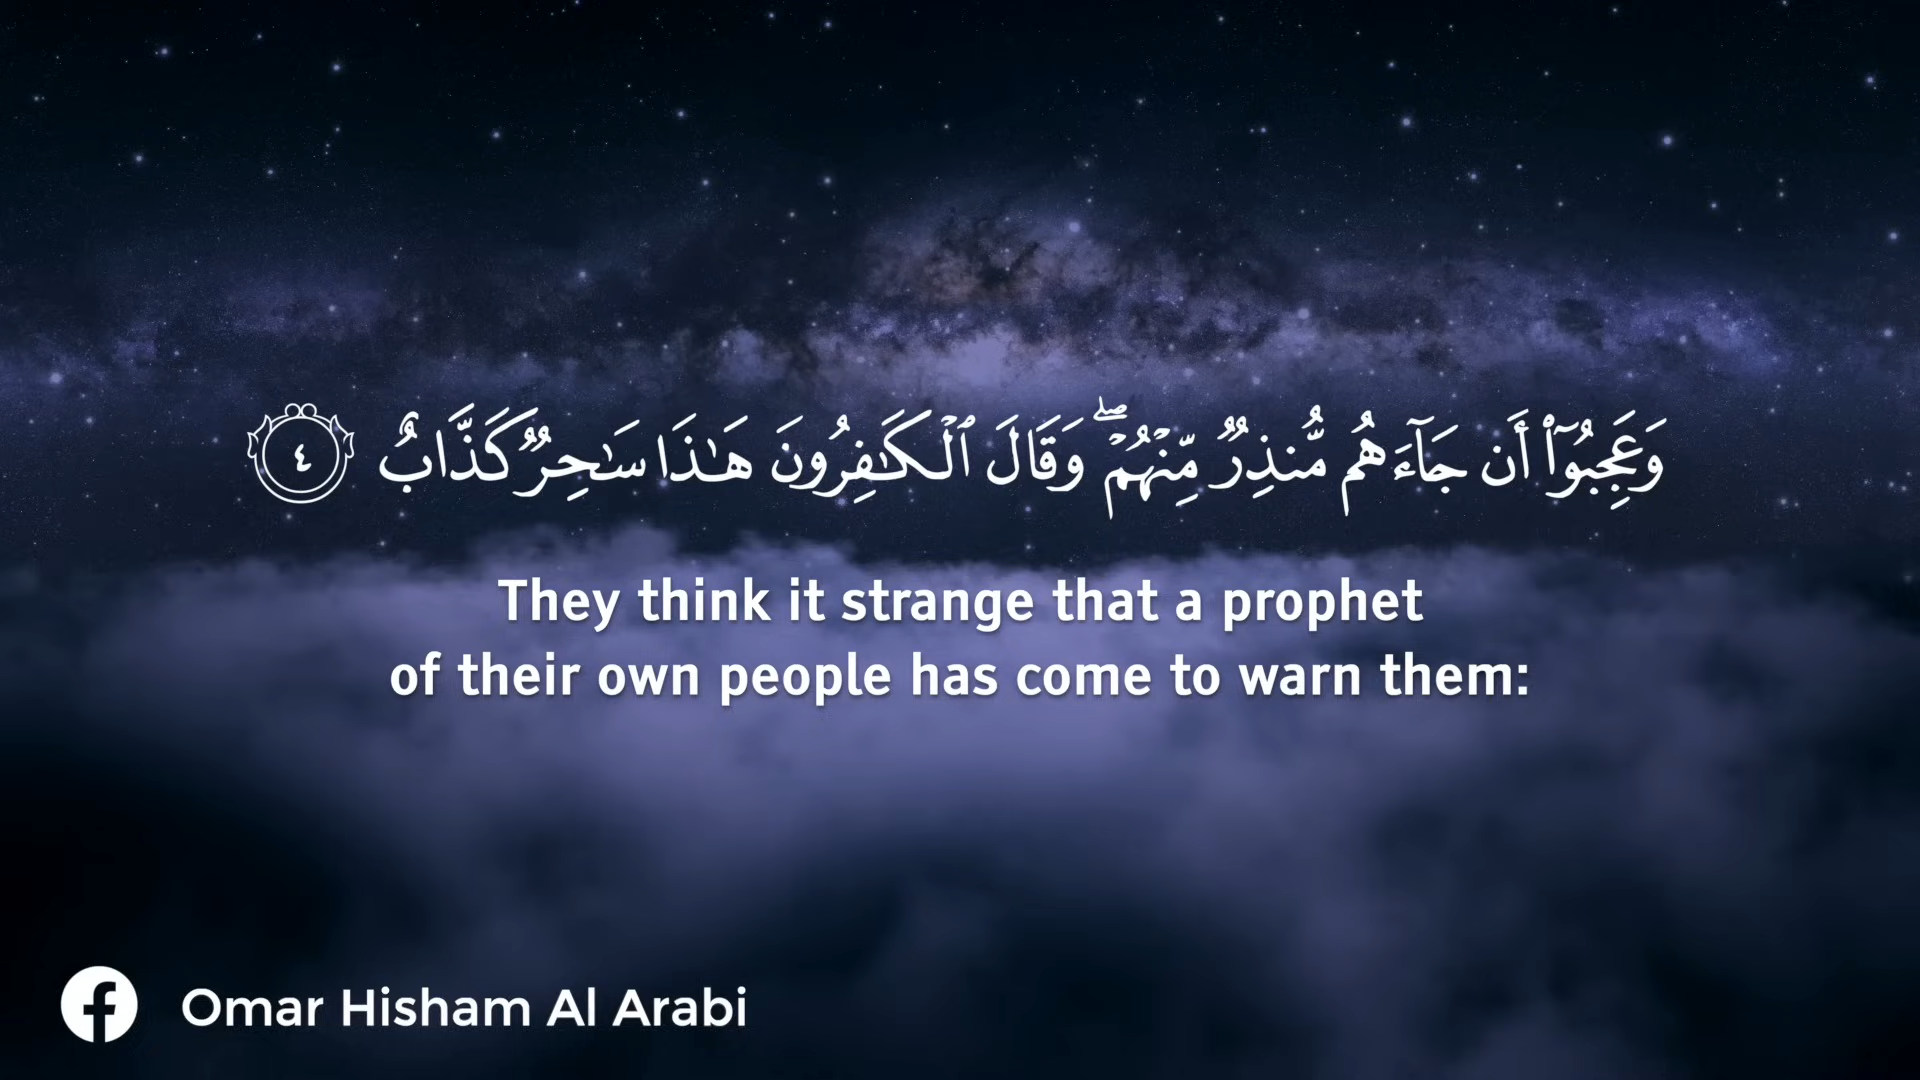 وَعَجِبُوٓا۟ أَن جَآءَهُم مُّنذِرٌ مِّنْهُمْ ۖ وَقَالَ ٱلْكَـٰفِرُونَ هَـٰذَا سَـٰحِرٌ كَذَّابٌ ٤
They think it strange that a prophet
of their own people has come to warn them:
Omar Hisham Al Arabi